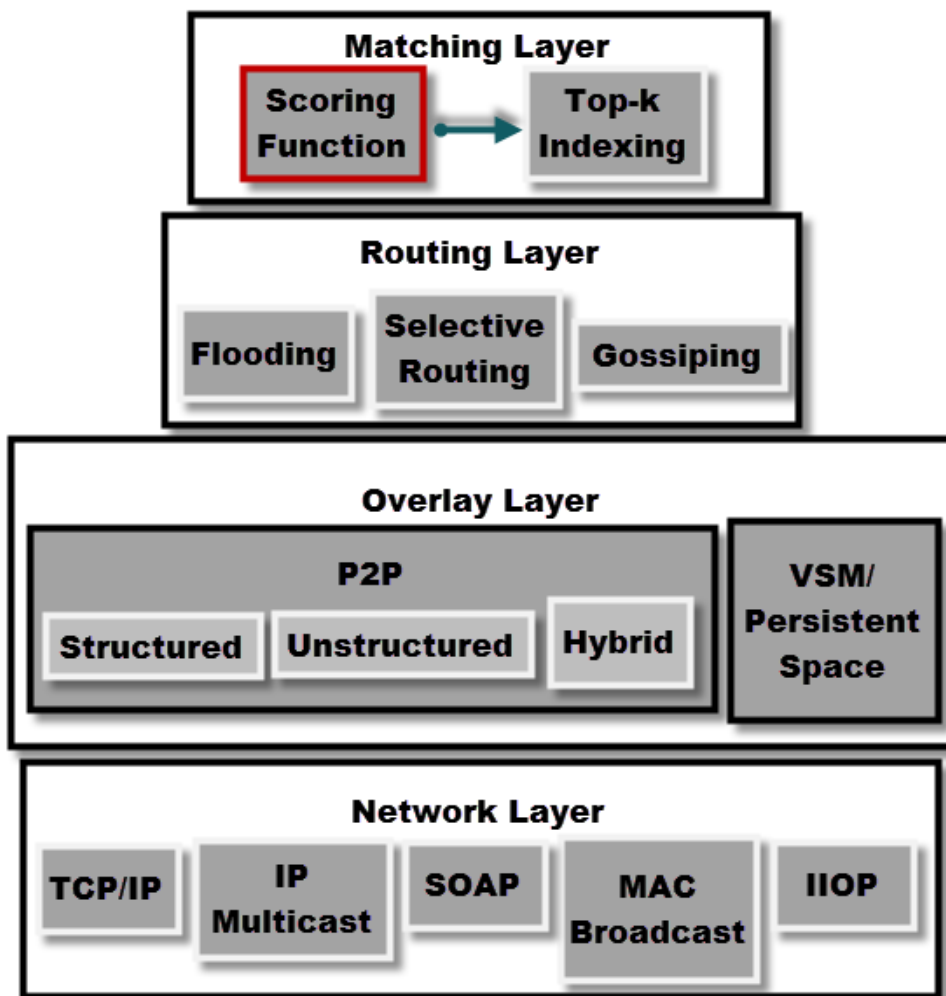 Matching Layer
Scoring
Function
Top-k
Indexing
Routing Layer
Flooding
Selective
Routing
Gossiping
Overlay Layer
P2P
Structured
Unstructured
Hybrid
VSM/
Persistent
Space
Network Layer
TCP/IP
IP
Multicast
SOAP
MAC
Broadcast
IIOP